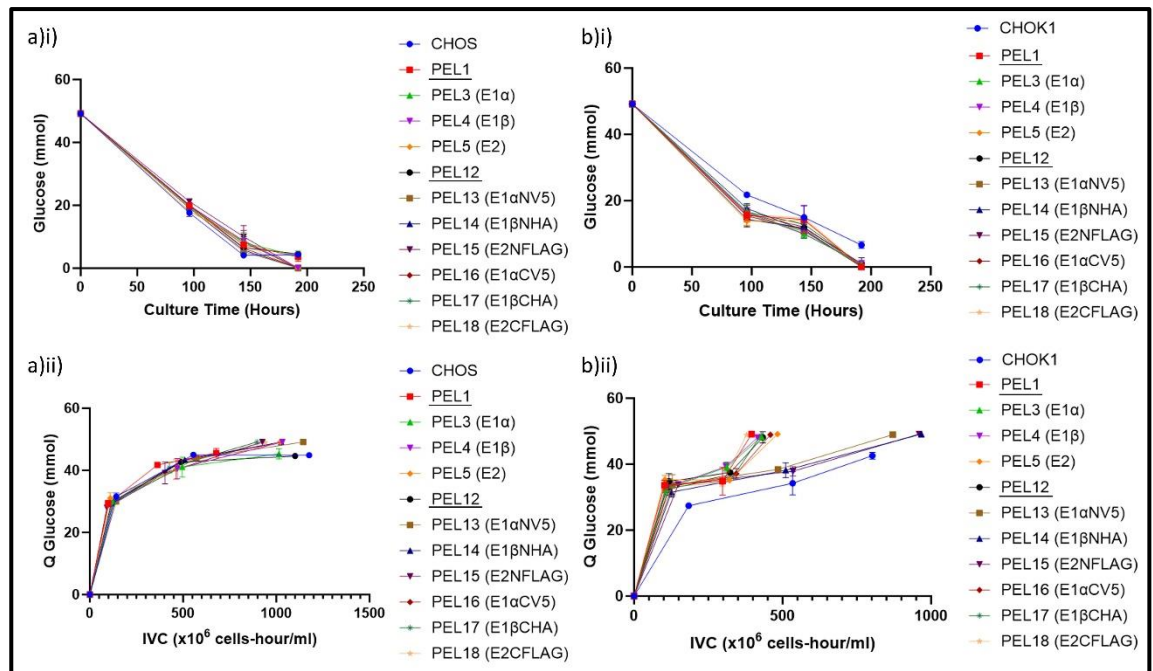 a)i)
60
40
20
0
Glucose (mmol)
0 50 100 150 200 250
Culture Time (Hours)
CHOS
PEL1
PEL3 (E1α)
PEL4 (E1β)
PEL5 (E2)
PEL12
PEL13 (E1αNV5)
PEL14 (E1βNHA)
PEL15 (E2NFLAG)
PEL16 (E1αCV5)
PEL17 (E1βCHA)
PEL18 (E2CFLAG)
b)i)
60
40
20
0
Glucose (mmol)
0 50 100 150 200 250
Culture Time (Hours)
CHOK1
PEL1
PEL3 (E1α)
PEL4 (E1β)
PEL5 (E2)
PEL12
PEL13 (E1αNV5)
PEL14 (E1βNHA)
PEL15 (E2NFLAG)
PEL16 (E1αCV5)
PEL17 (E1βCHA)
PEL18 (E2CFLAG)
a)ii)
60
40
20
0
Q Glucose (mmol)
0 500 1000 1500
IVC (x10⁶ cells-hour/ml)
CHOS
PEL1
PEL3 (E1α)
PEL4 (E1β)
PEL5 (E2)
PEL12
PEL13 (E1αNV5)
PEL14 (E1βNHA)
PEL15 (E2NFLAG)
PEL16 (E1αCV5)
PEL17 (E1βCHA)
PEL18 (E2CFLAG)
b)ii)
60
40
20
0
Q Glucose (mmol)
0 500 1000
IVC (x10⁶ cells-hour/ml)
CHOK1
PEL1
PEL3 (E1α)
PEL4 (E1β)
PEL5 (E2)
PEL12
PEL13 (E1αNV5)
PEL14 (E1βNHA)
PEL15 (E2NFLAG)
PEL16 (E1αCV5)
PEL17 (E1βCHA)
PEL18 (E2CFLAG)